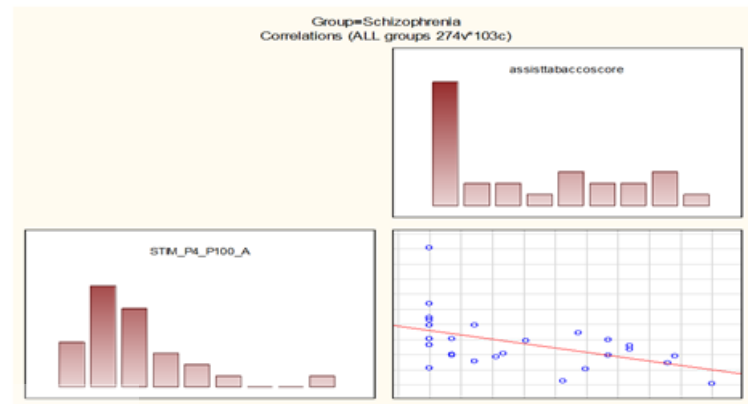 Group=Schizophrenia
Correlations (ALL groups 274v*103c)
assisttabaccoscore
STIM_P4_P100_A